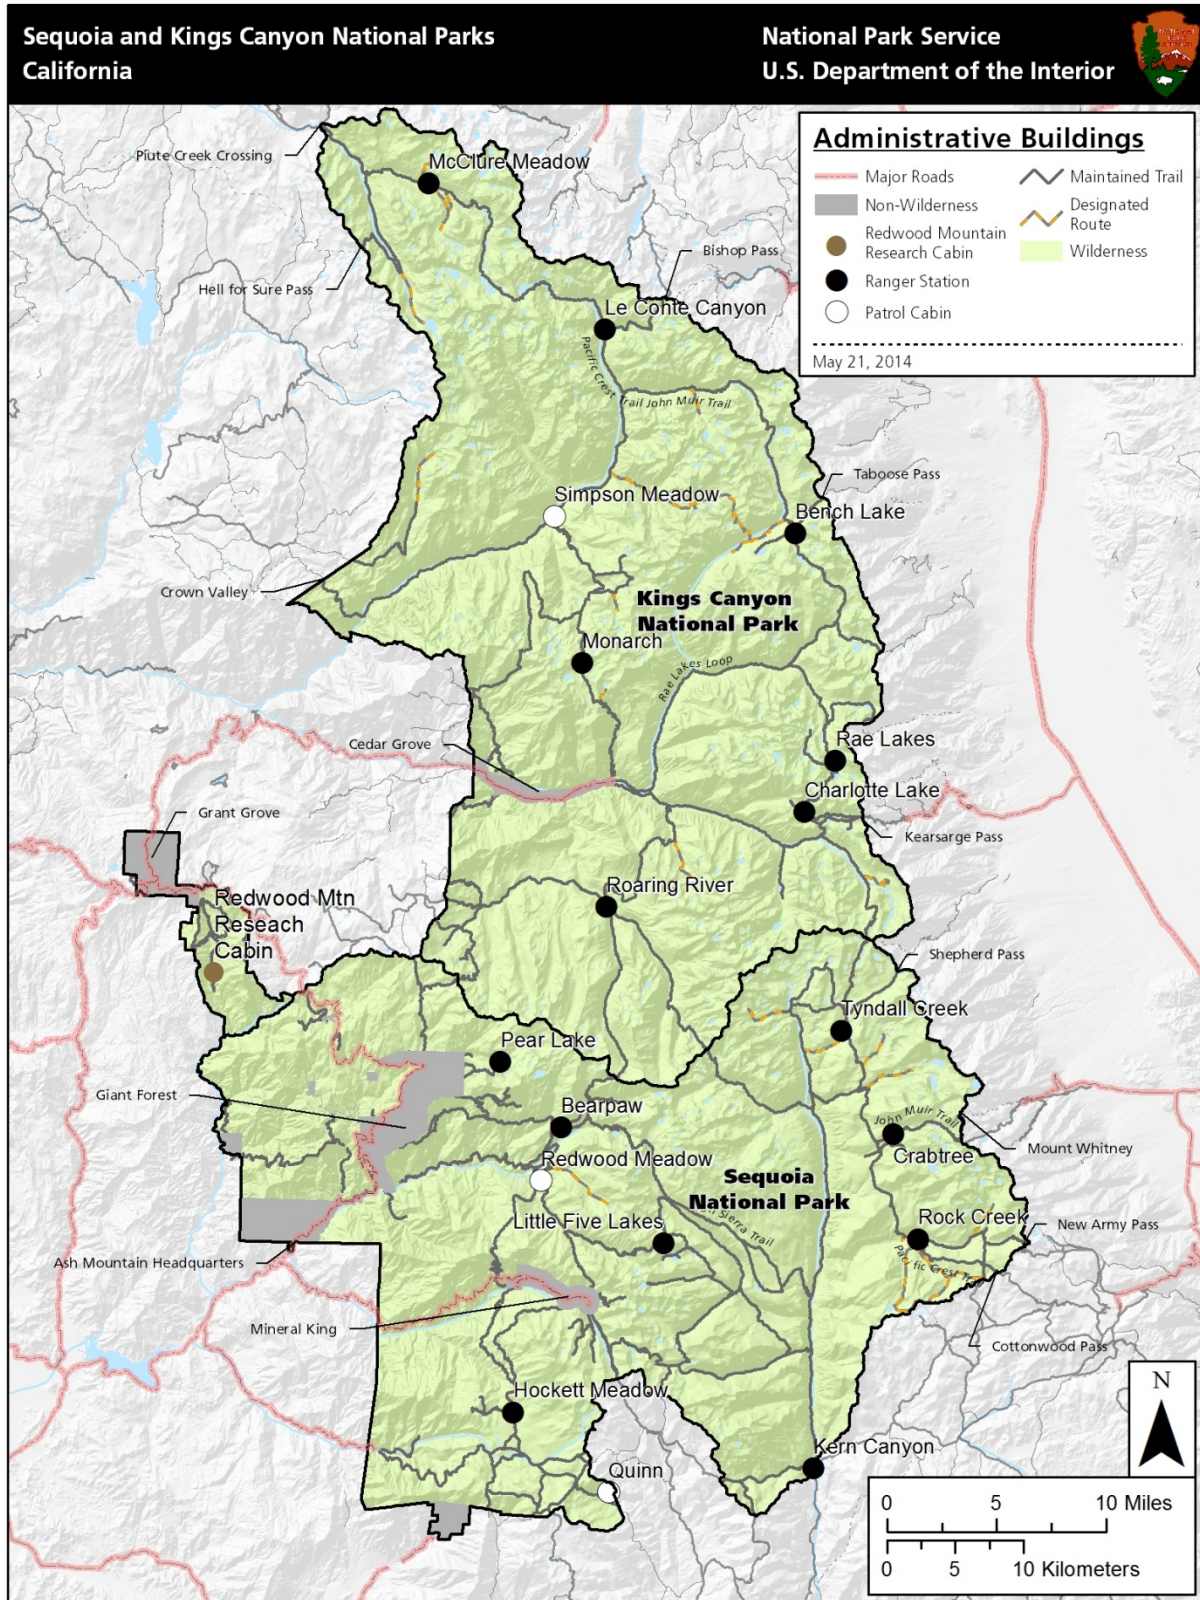 Sequoia and Kings Canyon National Parks
California
National Park Service
U.S. Department of the Interior
Administrative Buildings
Major Roads
Non-Wilderness
Redwood Mountain
Research Cabin
Ranger Station
Patrol Cabin
Maintained Trail
Designated
Route
Wilderness
May 21, 2014
Piute Creek Crossing
McClure Meadow
Bishop Pass
Hell for Sure Pass
Le Conte Canyon
Pacific Crest Trail
John Muir Trail
Taboose Pass
Simpson Meadow
Bench Lake
Crown Valley
Kings Canyon
National Park
Monarch
Rae Lakes Loop
Cedar Grove
Rae Lakes
Charlotte Lake
Grant Grove
Kearsarge Pass
Roaring River
Redwood Mtn
Reseach
Cabin
Shepherd Pass
Tyndall Creek
Pear Lake
Giant Forest
Bearpaw
John Muir Trail
Mount Whitney
Crabtree
Redwood Meadow
Sequoia
National Park
Sierra Trail
Little Five Lakes
Rock Creek
New Army Pass
Pacific Crest
Ash Mountain Headquarters
Mineral King
Cottonwood Pass
Hockett Meadow
Kern Canyon
Quinn
N
0 5 10 Miles
0 5 10 Kilometers